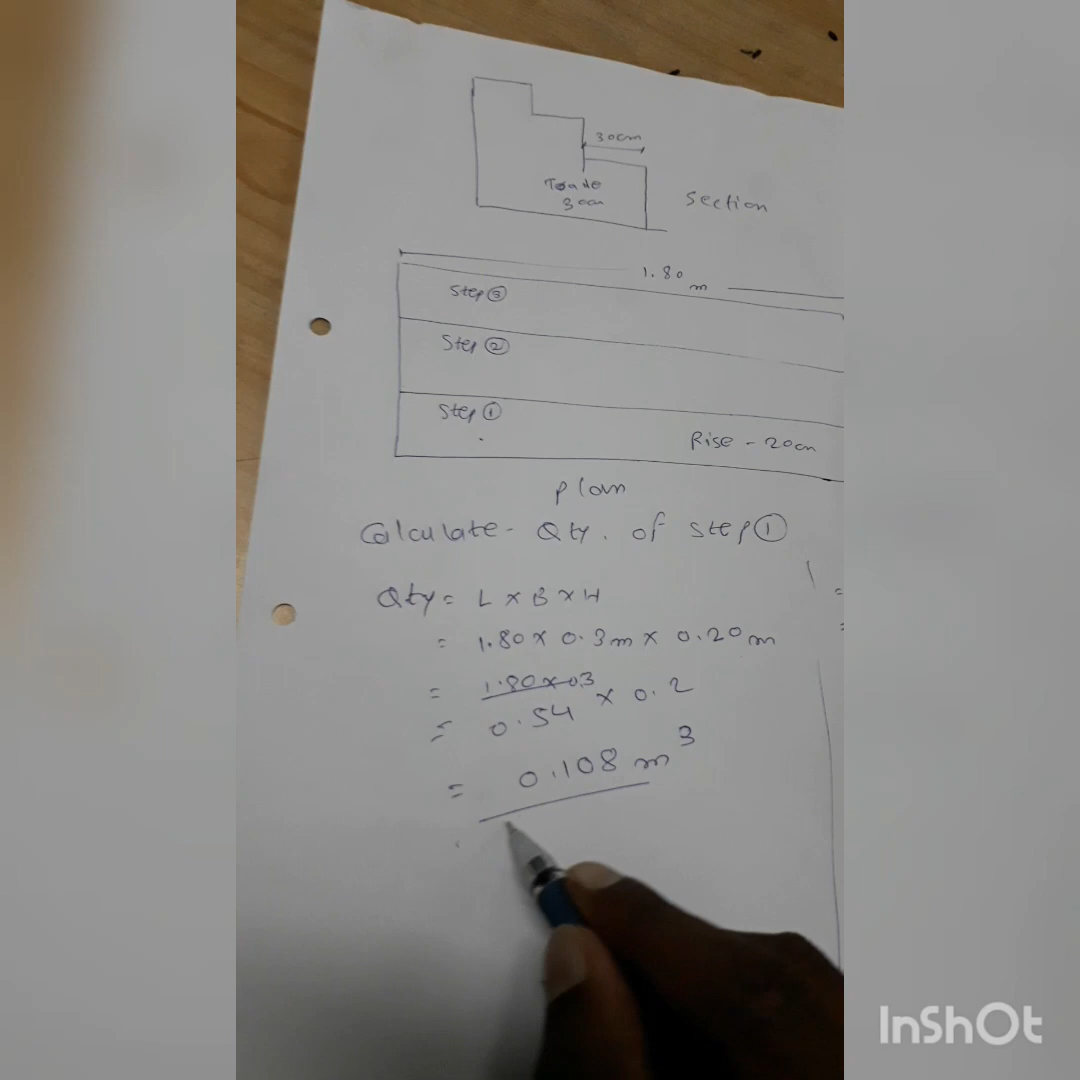 30cm
Section
30cm
1.80
m
Step ③
Step ②
Step ①
Rise - 20cm
Plan
Calculate - Qty. of Step ①
Qty = L x B x H
= 1.80 x 0.3m x 0.20m
= 1.80 x 0.3 x 0.2
= 0.54
= 0.108 m³
InShOt